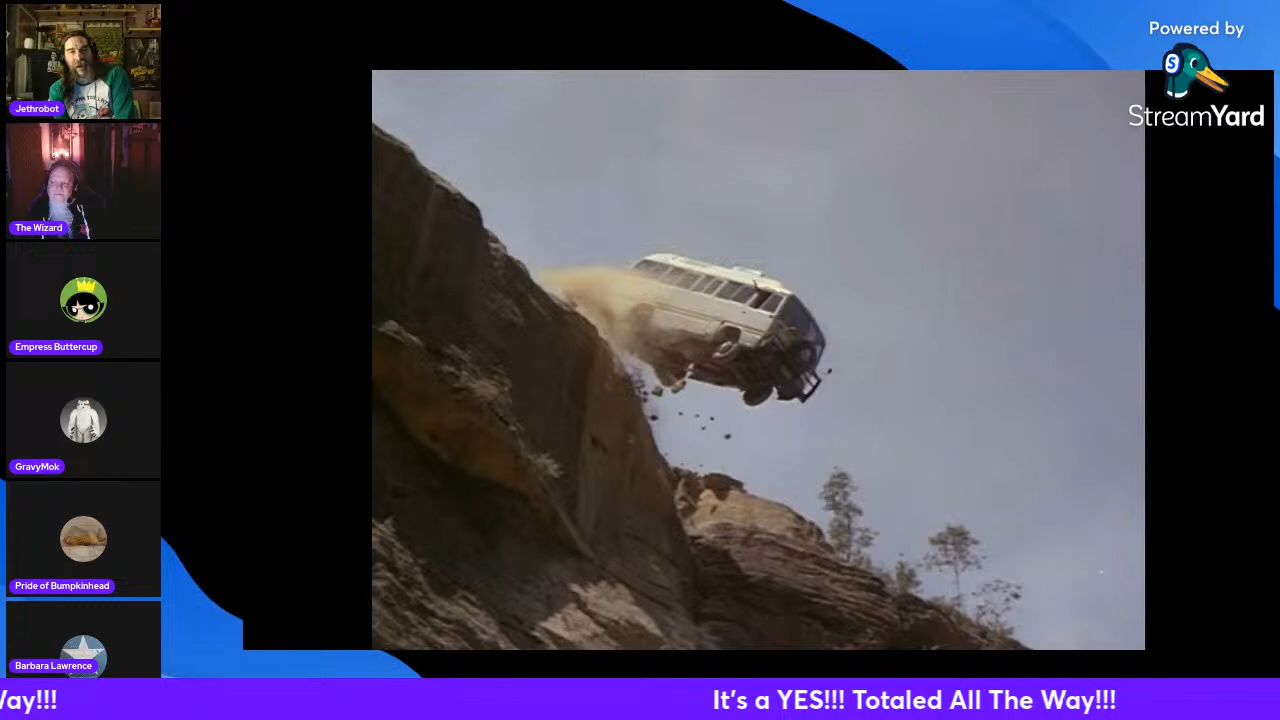 Powered by
StreamYard
Jethrobot
The Wizard
Empress Buttercup
GravyMok
Pride of Bumpkinhead
Barbara Lawrence
Way!!!
It's a YES!!! Totaled All The Way!!!